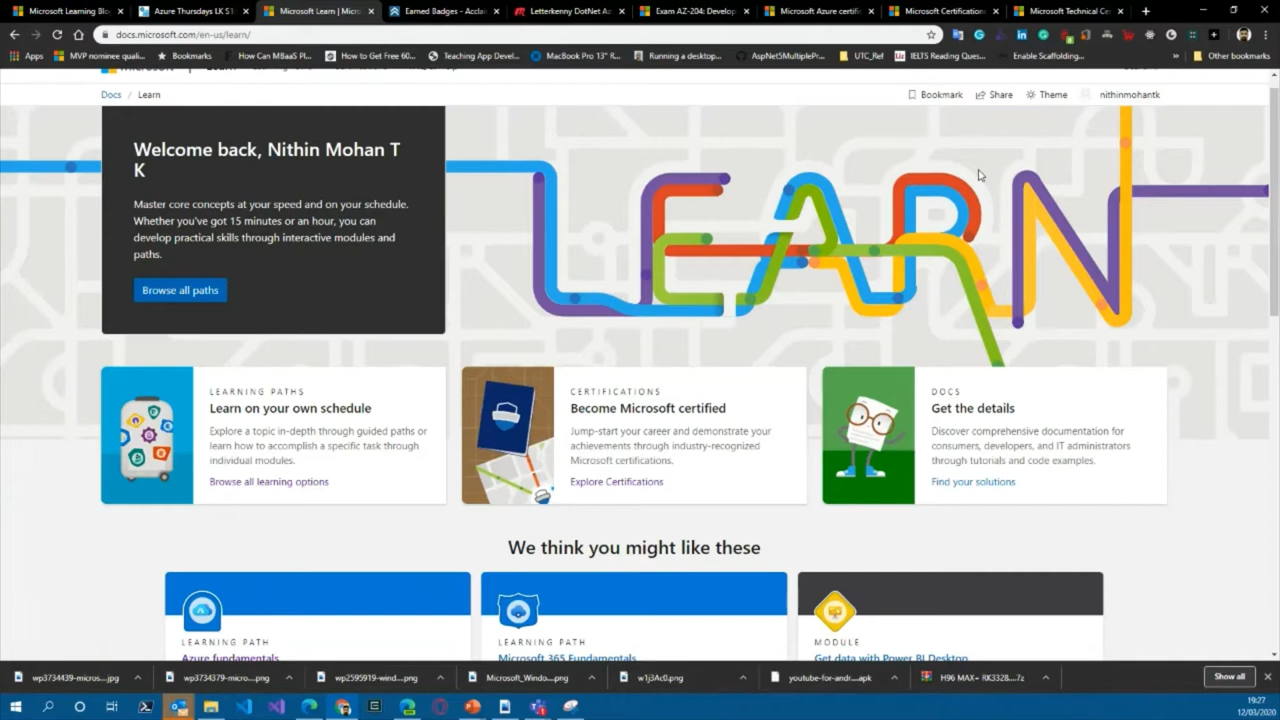 Microsoft Learning Blog
Azure Thursdays LK S1
Microsoft Learn | Micro
Earned Badges - Acclai
Letterkenny DotNet Az
Exam AZ-204: Develop
Microsoft Azure certifi
Microsoft Certification
Microsoft Technical Ce
docs.microsoft.com/en-us/learn/
Apps
MVP nominee quali...
Bookmarks
How Can MBaaS Pl...
How to Get Free 60...
Teaching App Devel...
MacBook Pro 13" R...
Running a desktop...
AspNet5MultiplePr...
UTC_Ref
IELTS Reading Ques...
Enable Scaffolding...
»
Other bookmarks
Docs / Learn
Bookmark
Share
Theme
nithinmohantk
Welcome back, Nithin Mohan T
K
Master core concepts at your speed and on your schedule.
Whether you've got 15 minutes or an hour, you can
develop practical skills through interactive modules and
paths.
Browse all paths
LEARN
LEARNING PATHS
Learn on your own schedule
Explore a topic in-depth through guided paths or
learn how to accomplish a specific task through
individual modules.
Browse all learning options
CERTIFICATIONS
Become Microsoft certified
Jump-start your career and demonstrate your
achievements through industry-recognized
Microsoft certifications.
Explore Certifications
DOCS
Get the details
Discover comprehensive documentation for
consumers, developers, and IT administrators
through tutorials and code examples.
Find your solutions
We think you might like these
LEARNING PATH
Azure fundamentals
LEARNING PATH
Microsoft 365 Fundamentals
MODULE
Get data with Power BI Desktop
wp3734439-micros...jpg
wp3734379-micro...png
wp2595919-wind...png
Microsoft_Windo...png
w1j3Ac0.png
youtube-for-andr...apk
H96 MAX+ RK3328...7z
Show all
19:27
12/03/2020